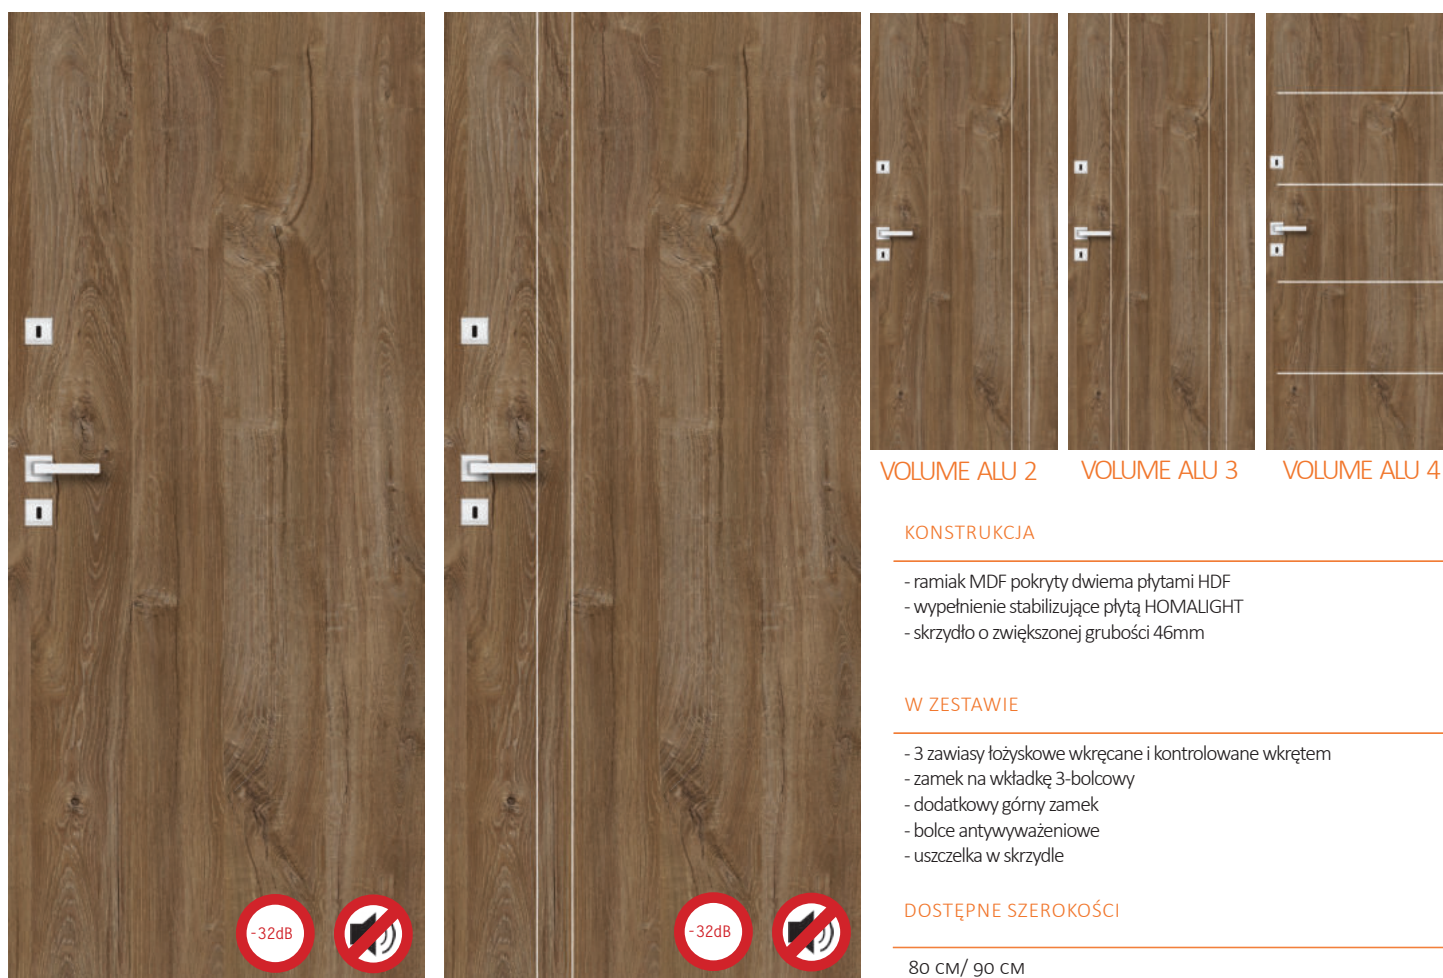 VOLUME ALU 2
VOLUME ALU 3
VOLUME ALU 4
KONSTRUKCJA
- ramiak MDF pokryty dwiema płytami HDF
- wypełnienie stabilizujące płytą HOMALIGHT
- skrzydło o zwiększonej grubości 46mm
W ZESTAWIE
- 3 zawiasy łożyskowe wkręcane i kontrolowane wkrętem
- zamek na wkładkę 3-bolcowy
- dodatkowy górny zamek
- bolce antywyważeniowe
- uszczelka w skrzydle
DOSTĘPNE SZEROKOŚCI
80 CM/ 90 CM
-32dB
-32dB